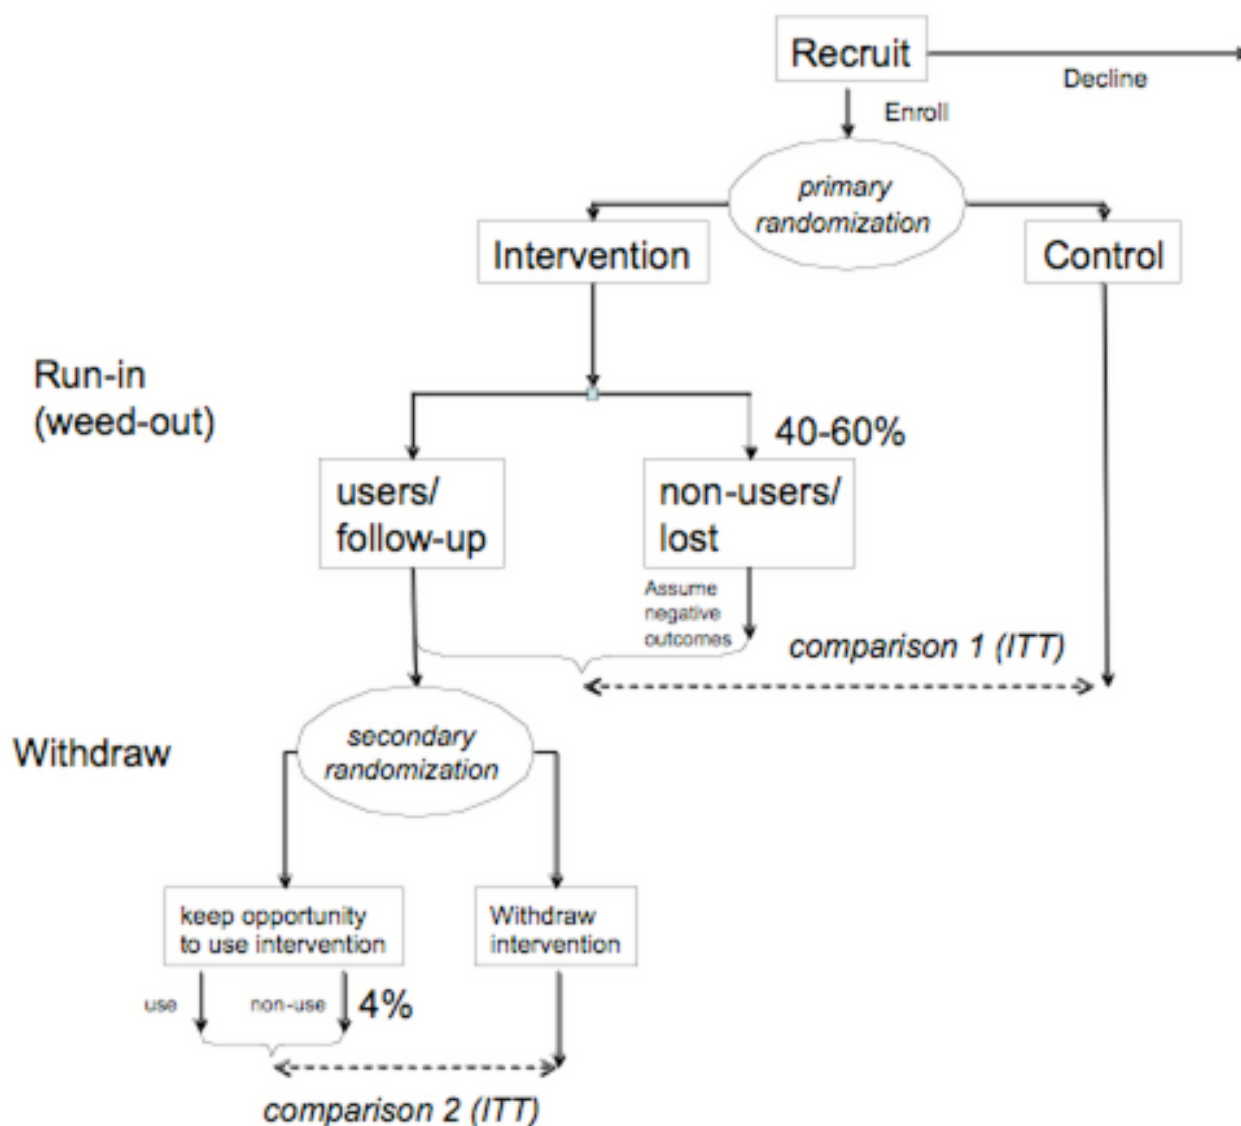 Recruit
Decline
Enroll
primary
randomization
Intervention
Control
Run-in
(weed-out)
40-60%
users/
follow-up
non-users/
lost
Assume
negative
outcomes
comparison 1 (ITT)
Withdraw
secondary
randomization
keep opportunity
to use intervention
Withdraw
intervention
use
non-use
4%
comparison 2 (ITT)